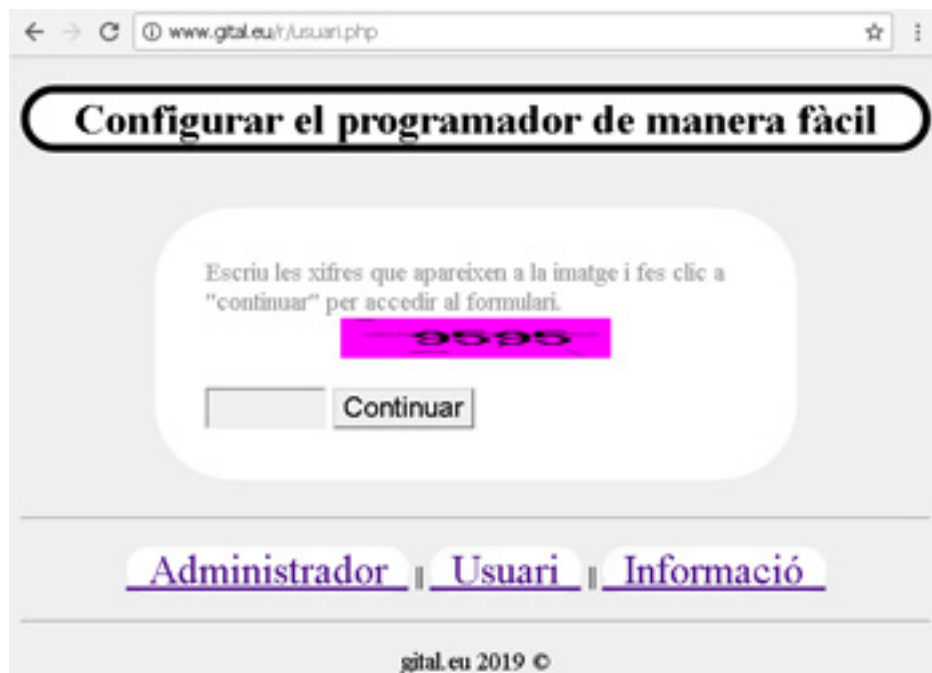 www.gital.eu/r/usuari.php
Configurar el programador de manera fàcil
Escriu les xifres que apareixen a la imatge i fes clic a
"continuar" per accedir al formulari.
9595
Continuar
Administrador || Usuari || Informació
gital.eu 2019 ©